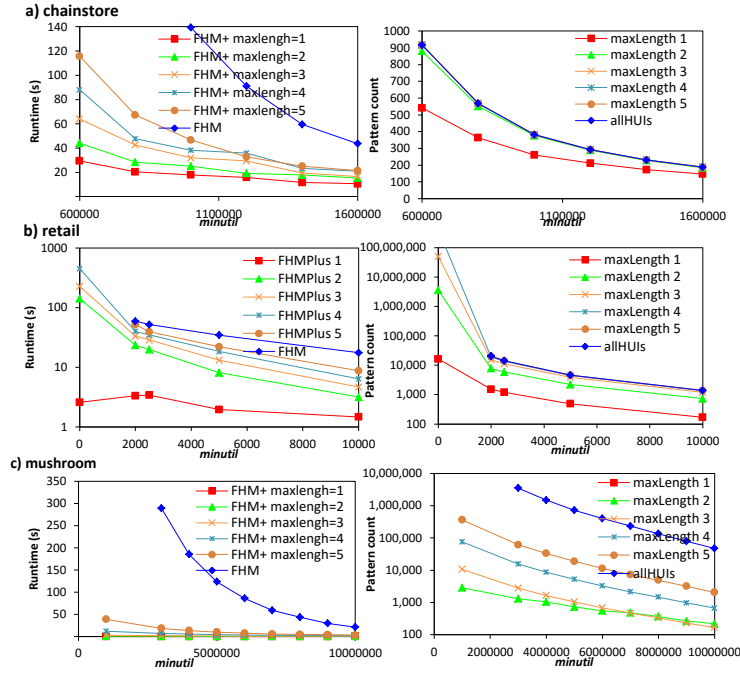 a) chainstore
Runtime (s)
140
120
100
80
60
40
20
600000
1100000
1600000
minutil
FHM+ maxlengh=1
FHM+ maxlengh=2
FHM+ maxlengh=3
FHM+ maxlengh=4
FHM+ maxlengh=5
FHM
Pattern count
1000
900
800
700
600
500
400
300
200
100
0
600000
1100000
1600000
minutil
maxLength 1
maxLength 2
maxLength 3
maxLength 4
maxLength 5
allHUIs
b) retail
Runtime (s)
1000
100
10
1
0
2000
4000
6000
8000
10000
minutil
FHMPlus 1
FHMPlus 2
FHMPlus 3
FHMPlus 4
FHMPlus 5
FHM
Pattern count
100,000,000
10,000,000
1,000,000
100,000
10,000
1,000
100
0
2000
4000
6000
8000
10000
minutil
maxLength 1
maxLength 2
maxLength 3
maxLength 4
maxLength 5
allHUIs
c) mushroom
Runtime (s)
350
300
250
200
150
100
50
0
5000000
10000000
minutil
FHM+ maxlengh=1
FHM+ maxlengh=2
FHM+ maxlengh=3
FHM+ maxlengh=4
FHM+ maxlengh=5
FHM
Pattern count
10,000,000
1,000,000
100,000
10,000
1,000
100
0
2000000
4000000
6000000
8000000
10000000
minutil
maxLength 1
maxLength 2
maxLength 3
maxLength 4
maxLength 5
allHUIs